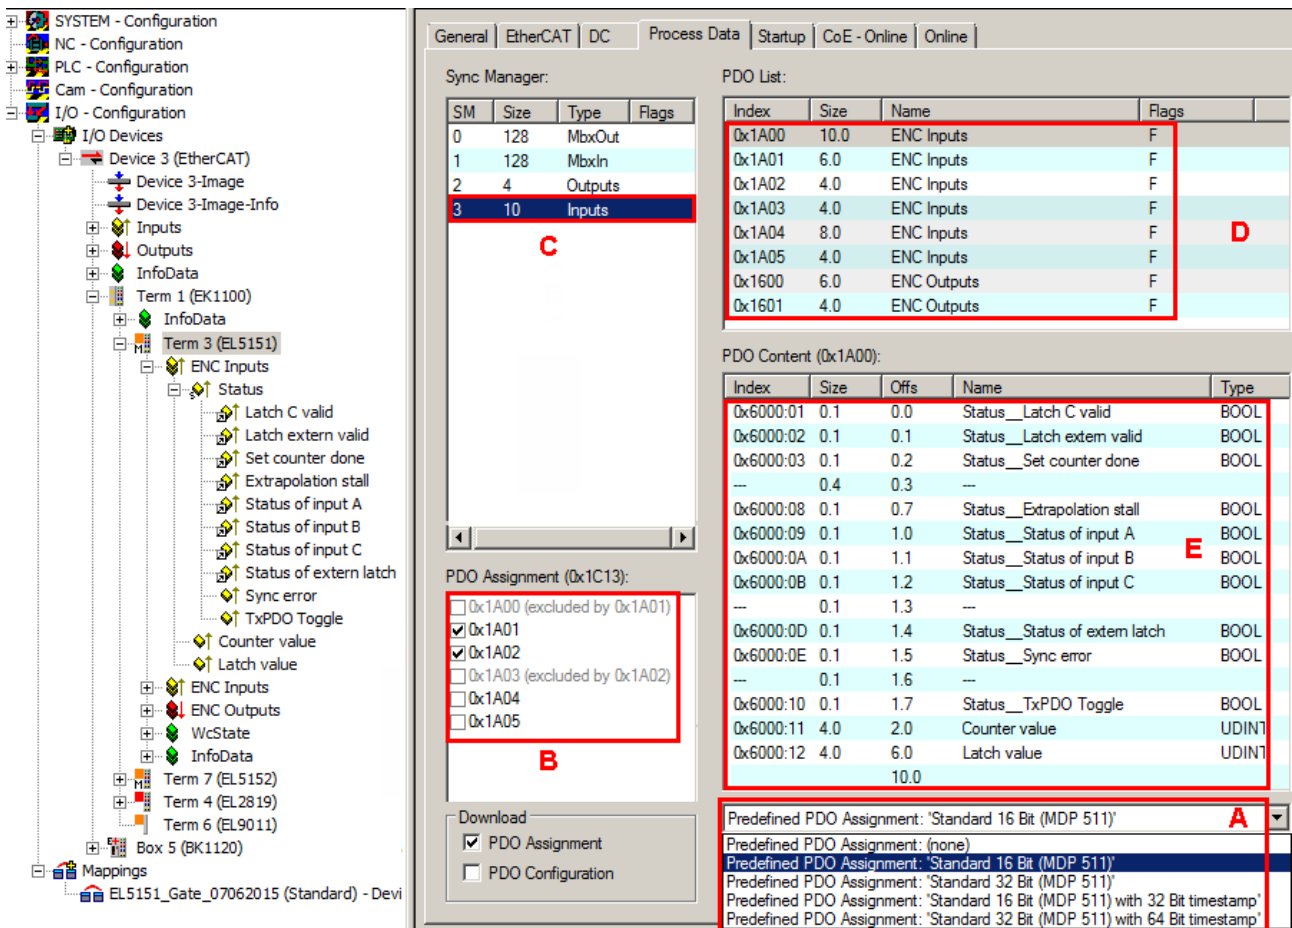 SYSTEM - Configuration
NC - Configuration
PLC - Configuration
Cam - Configuration
I/O - Configuration
I/O Devices
Device 3 (EtherCAT)
Device 3-Image
Device 3-Image-Info
Inputs
Outputs
InfoData
Term 1 (EK1100)
InfoData
Term 3 (EL5151)
ENC Inputs
Status
Latch C valid
Latch extern valid
Set counter done
Extrapolation stall
Status of input A
Status of input B
Status of input C
Status of extern latch
Sync error
TxPDO Toggle
Counter value
Latch value
ENC Inputs
ENC Outputs
WcState
InfoData
Term 7 (EL5152)
Term 4 (EL2819)
Term 6 (EL9011)
Box 5 (BK1120)
Mappings
EL5151_Gate_07062015 (Standard) - Devi
General EtherCAT DC Process Data Startup CoE - Online Online
Sync Manager:
SM Size Type Flags
0 128 MbxOut
1 128 MbxIn
2 4 Outputs
3 10 Inputs
C
PDO Assignment (0x1C13):
0x1A00 (excluded by 0x1A01)
0x1A01
0x1A02
0x1A03 (excluded by 0x1A02)
0x1A04
0x1A05
B
Download
PDO Assignment
PDO Configuration
PDO List:
Index Size Name Flags
0x1A00 10.0 ENC Inputs F
0x1A01 6.0 ENC Inputs F
0x1A02 4.0 ENC Inputs F
0x1A03 4.0 ENC Inputs F
0x1A04 8.0 ENC Inputs F
0x1A05 4.0 ENC Inputs F
0x1600 6.0 ENC Outputs F
0x1601 4.0 ENC Outputs F
D
PDO Content (0x1A00):
Index Size Offs Name Type
0x6000:01 0.1 0.0 Status__Latch C valid BOOL
0x6000:02 0.1 0.1 Status__Latch extern valid BOOL
0x6000:03 0.1 0.2 Status__Set counter done BOOL
--- 0.4 0.3 ---
0x6000:08 0.1 0.7 Status__Extrapolation stall BOOL
0x6000:09 0.1 1.0 Status__Status of input A BOOL
0x6000:0A 0.1 1.1 Status__Status of input B BOOL
0x6000:0B 0.1 1.2 Status__Status of input C BOOL
--- 0.1 1.3 ---
0x6000:0D 0.1 1.4 Status__Status of extern latch BOOL
0x6000:0E 0.1 1.5 Status__Sync error BOOL
--- 0.1 1.6 ---
0x6000:10 0.1 1.7 Status__TxPDO Toggle BOOL
0x6000:11 4.0 2.0 Counter value UDINT
0x6000:12 4.0 6.0 Latch value UDINT
10.0
E
Predefined PDO Assignment: 'Standard 16 Bit (MDP 511)'
A
Predefined PDO Assignment: (none)
Predefined PDO Assignment: 'Standard 16 Bit (MDP 511)'
Predefined PDO Assignment: 'Standard 32 Bit (MDP 511)'
Predefined PDO Assignment: 'Standard 16 Bit (MDP 511) with 32 Bit timestamp'
Predefined PDO Assignment: 'Standard 32 Bit (MDP 511) with 64 Bit timestamp'